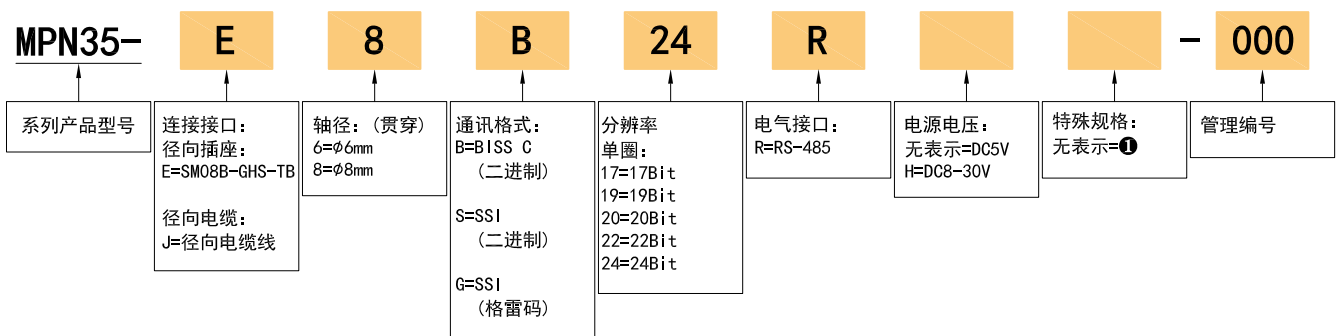 MPN35- E 8 B 24 R - 000
系列产品型号
连接接口：
径向插座：
E=SM08B-GHS-TB
径向电缆：
J=径向电缆线
轴径：(贯穿)
6=φ6mm
8=φ8mm
通讯格式：
B=BISS C
(二进制)
S=SSI
(二进制)
G=SSI
(格雷码)
分辨率
单圈：
17=17Bit
19=19Bit
20=20Bit
22=22Bit
24=24Bit
电气接口：
R=RS-485
电源电压：
无表示=DC5V
H=DC8-30V
特殊规格：
无表示=❶
管理编号